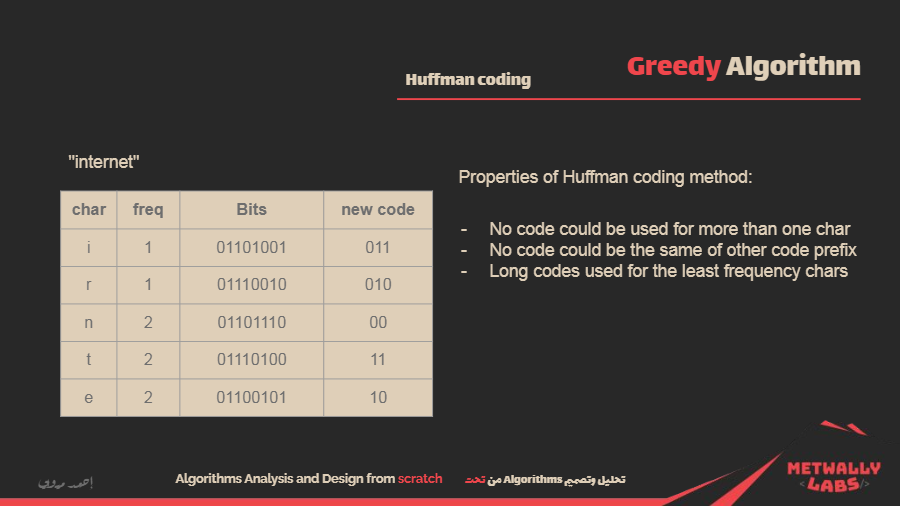 Greedy Algorithm
Huffman coding
"internet"
char freq Bits new code
i 1 01101001 011
r 1 01110010 010
n 2 01101110 00
t 2 01110100 11
e 2 01100101 10
Properties of Huffman coding method:
- No code could be used for more than one char
- No code could be the same of other code prefix
- Long codes used for the least frequency chars
Algorithms Analysis and Design from scratch
تحليل وتصميم Algorithms من تحت
METWALLY
<LABS/>